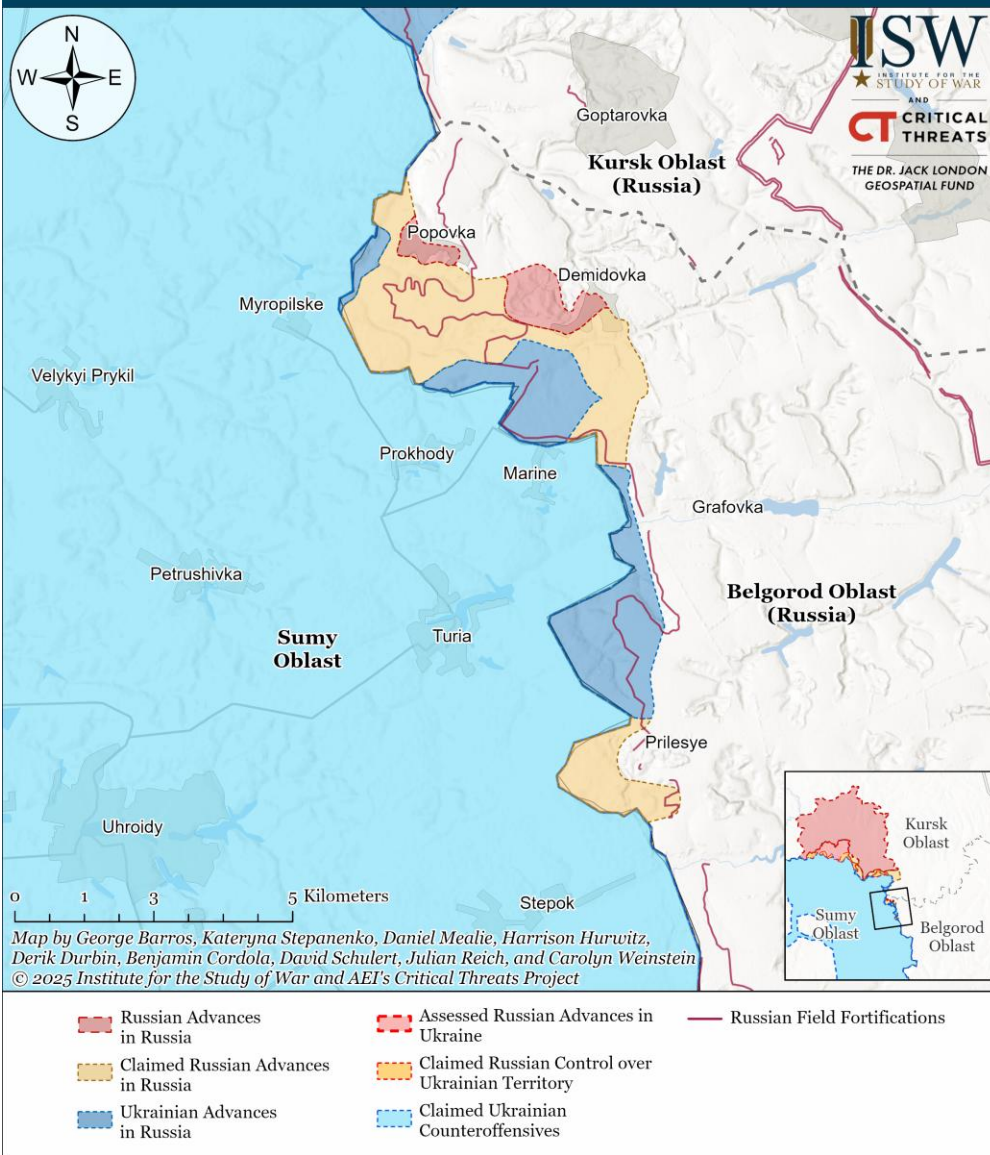 N
W
E
S
ISW
INSTITUTE FOR THE
STUDY OF WAR
AND
CT CRITICAL
THREATS
THE DR. JACK LONDON
GEOSPATIAL FUND
Goptarovka
Kursk Oblast
(Russia)
Popovka
Demidovka
Myropilske
Velykyi Prykil
Prokhody
Marine
Grafovka
Petrushivka
Belgorod Oblast
(Russia)
Sumy
Oblast
Turia
Prilesye
Uhroidy
Stepok
Kursk
Oblast
Sumy
Oblast
Belgorod
Oblast
0 1 3 5 Kilometers
Map by George Barros, Kateryna Stepanenko, Daniel Mealie, Harrison Hurwitz,
Derik Durbin, Benjamin Cordola, David Schulert, Julian Reich, and Carolyn Weinstein
© 2025 Institute for the Study of War and AEI's Critical Threats Project
Russian Advances
in Russia
Claimed Russian Advances
in Russia
Ukrainian Advances
in Russia
Assessed Russian Advances in
Ukraine
Claimed Russian Control over
Ukrainian Territory
Claimed Ukrainian
Counteroffensives
Russian Field Fortifications